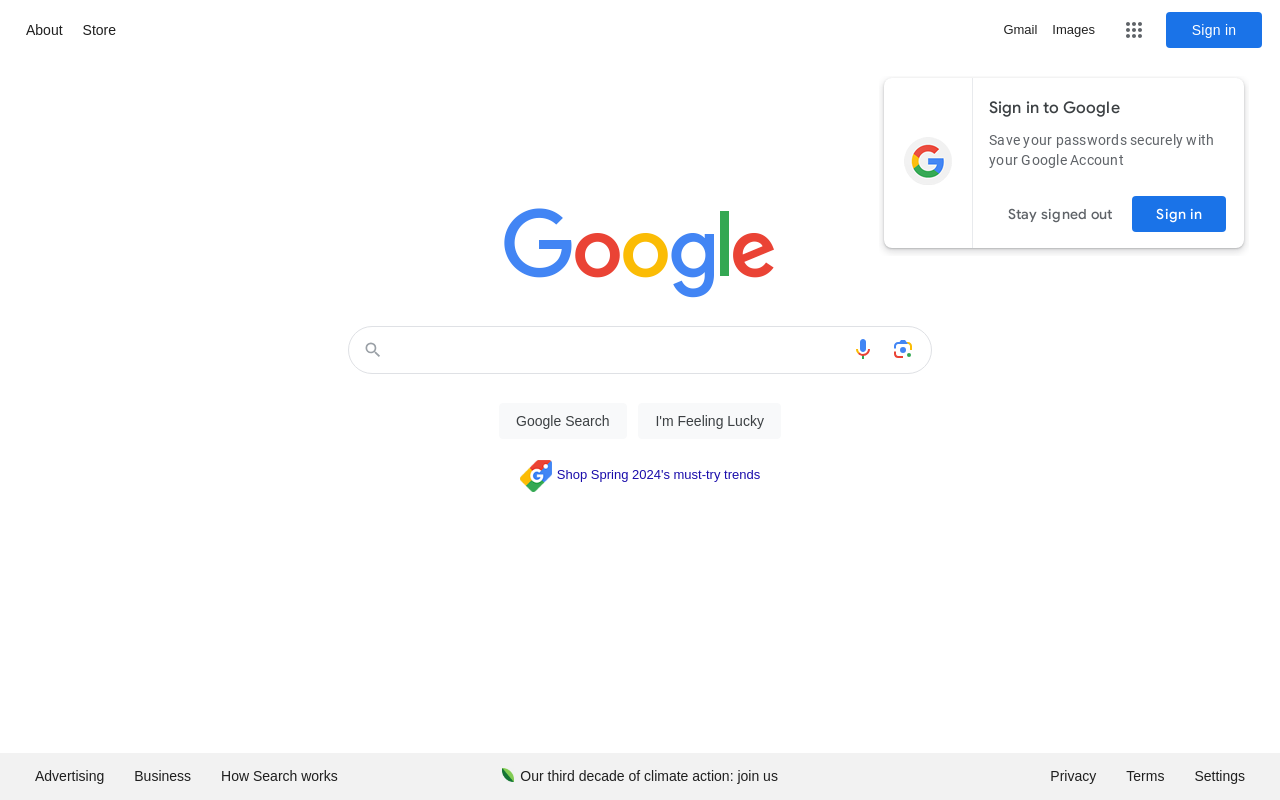 About Store Gmail Images Sign in
Sign in to Google
Save your passwords securely with
your Google Account
Stay signed out Sign in
Google
Google Search I'm Feeling Lucky
Shop Spring 2024's must-try trends
Advertising Business How Search works Our third decade of climate action: join us Privacy Terms Settings